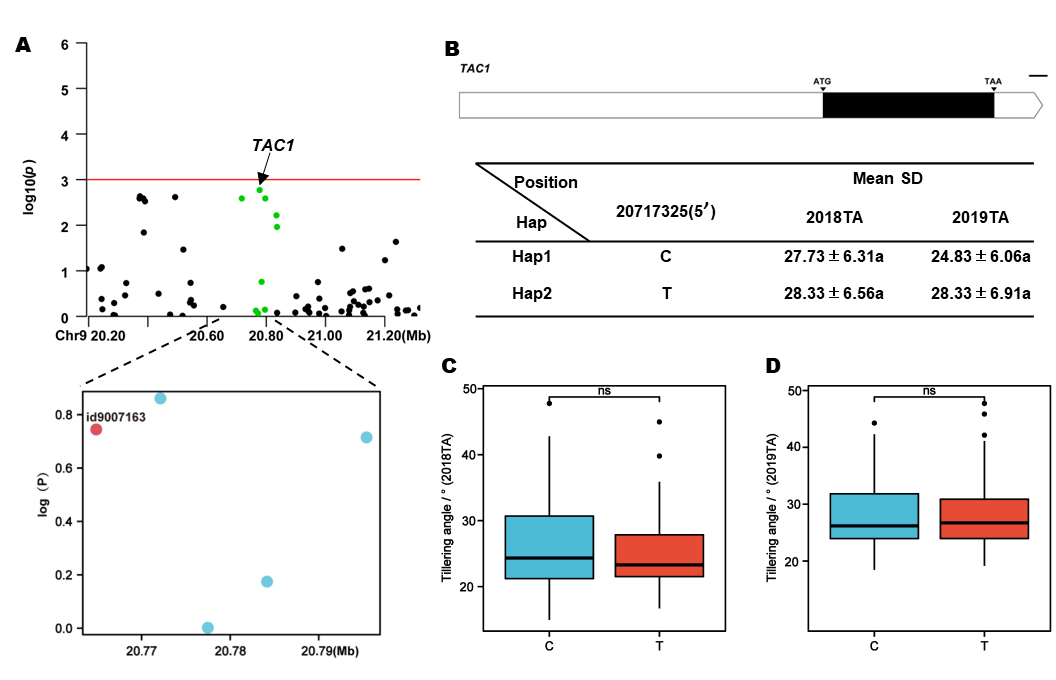 A
6
5
4
3
2
1
0
log10(p)
TAC1
Chr9 20.20
20.60
20.80
21.00
21.20(Mb)
0.8
0.6
0.4
0.2
0.0
log（P）
id9007163
20.77
20.78
20.79(Mb)
B
TAC1
ATG
TAA
Position
Hap
20717325(5′)
Mean SD
2018TA
2019TA
Hap1
C
27.73 ± 6.31a
24.83 ± 6.06a
Hap2
T
28.33 ± 6.56a
28.33 ± 6.91a
C
50
40
30
20
Tillering angle / ° (2018TA)
ns
C
T
D
50
40
30
20
Tillering angle / ° (2019TA)
ns
C
T